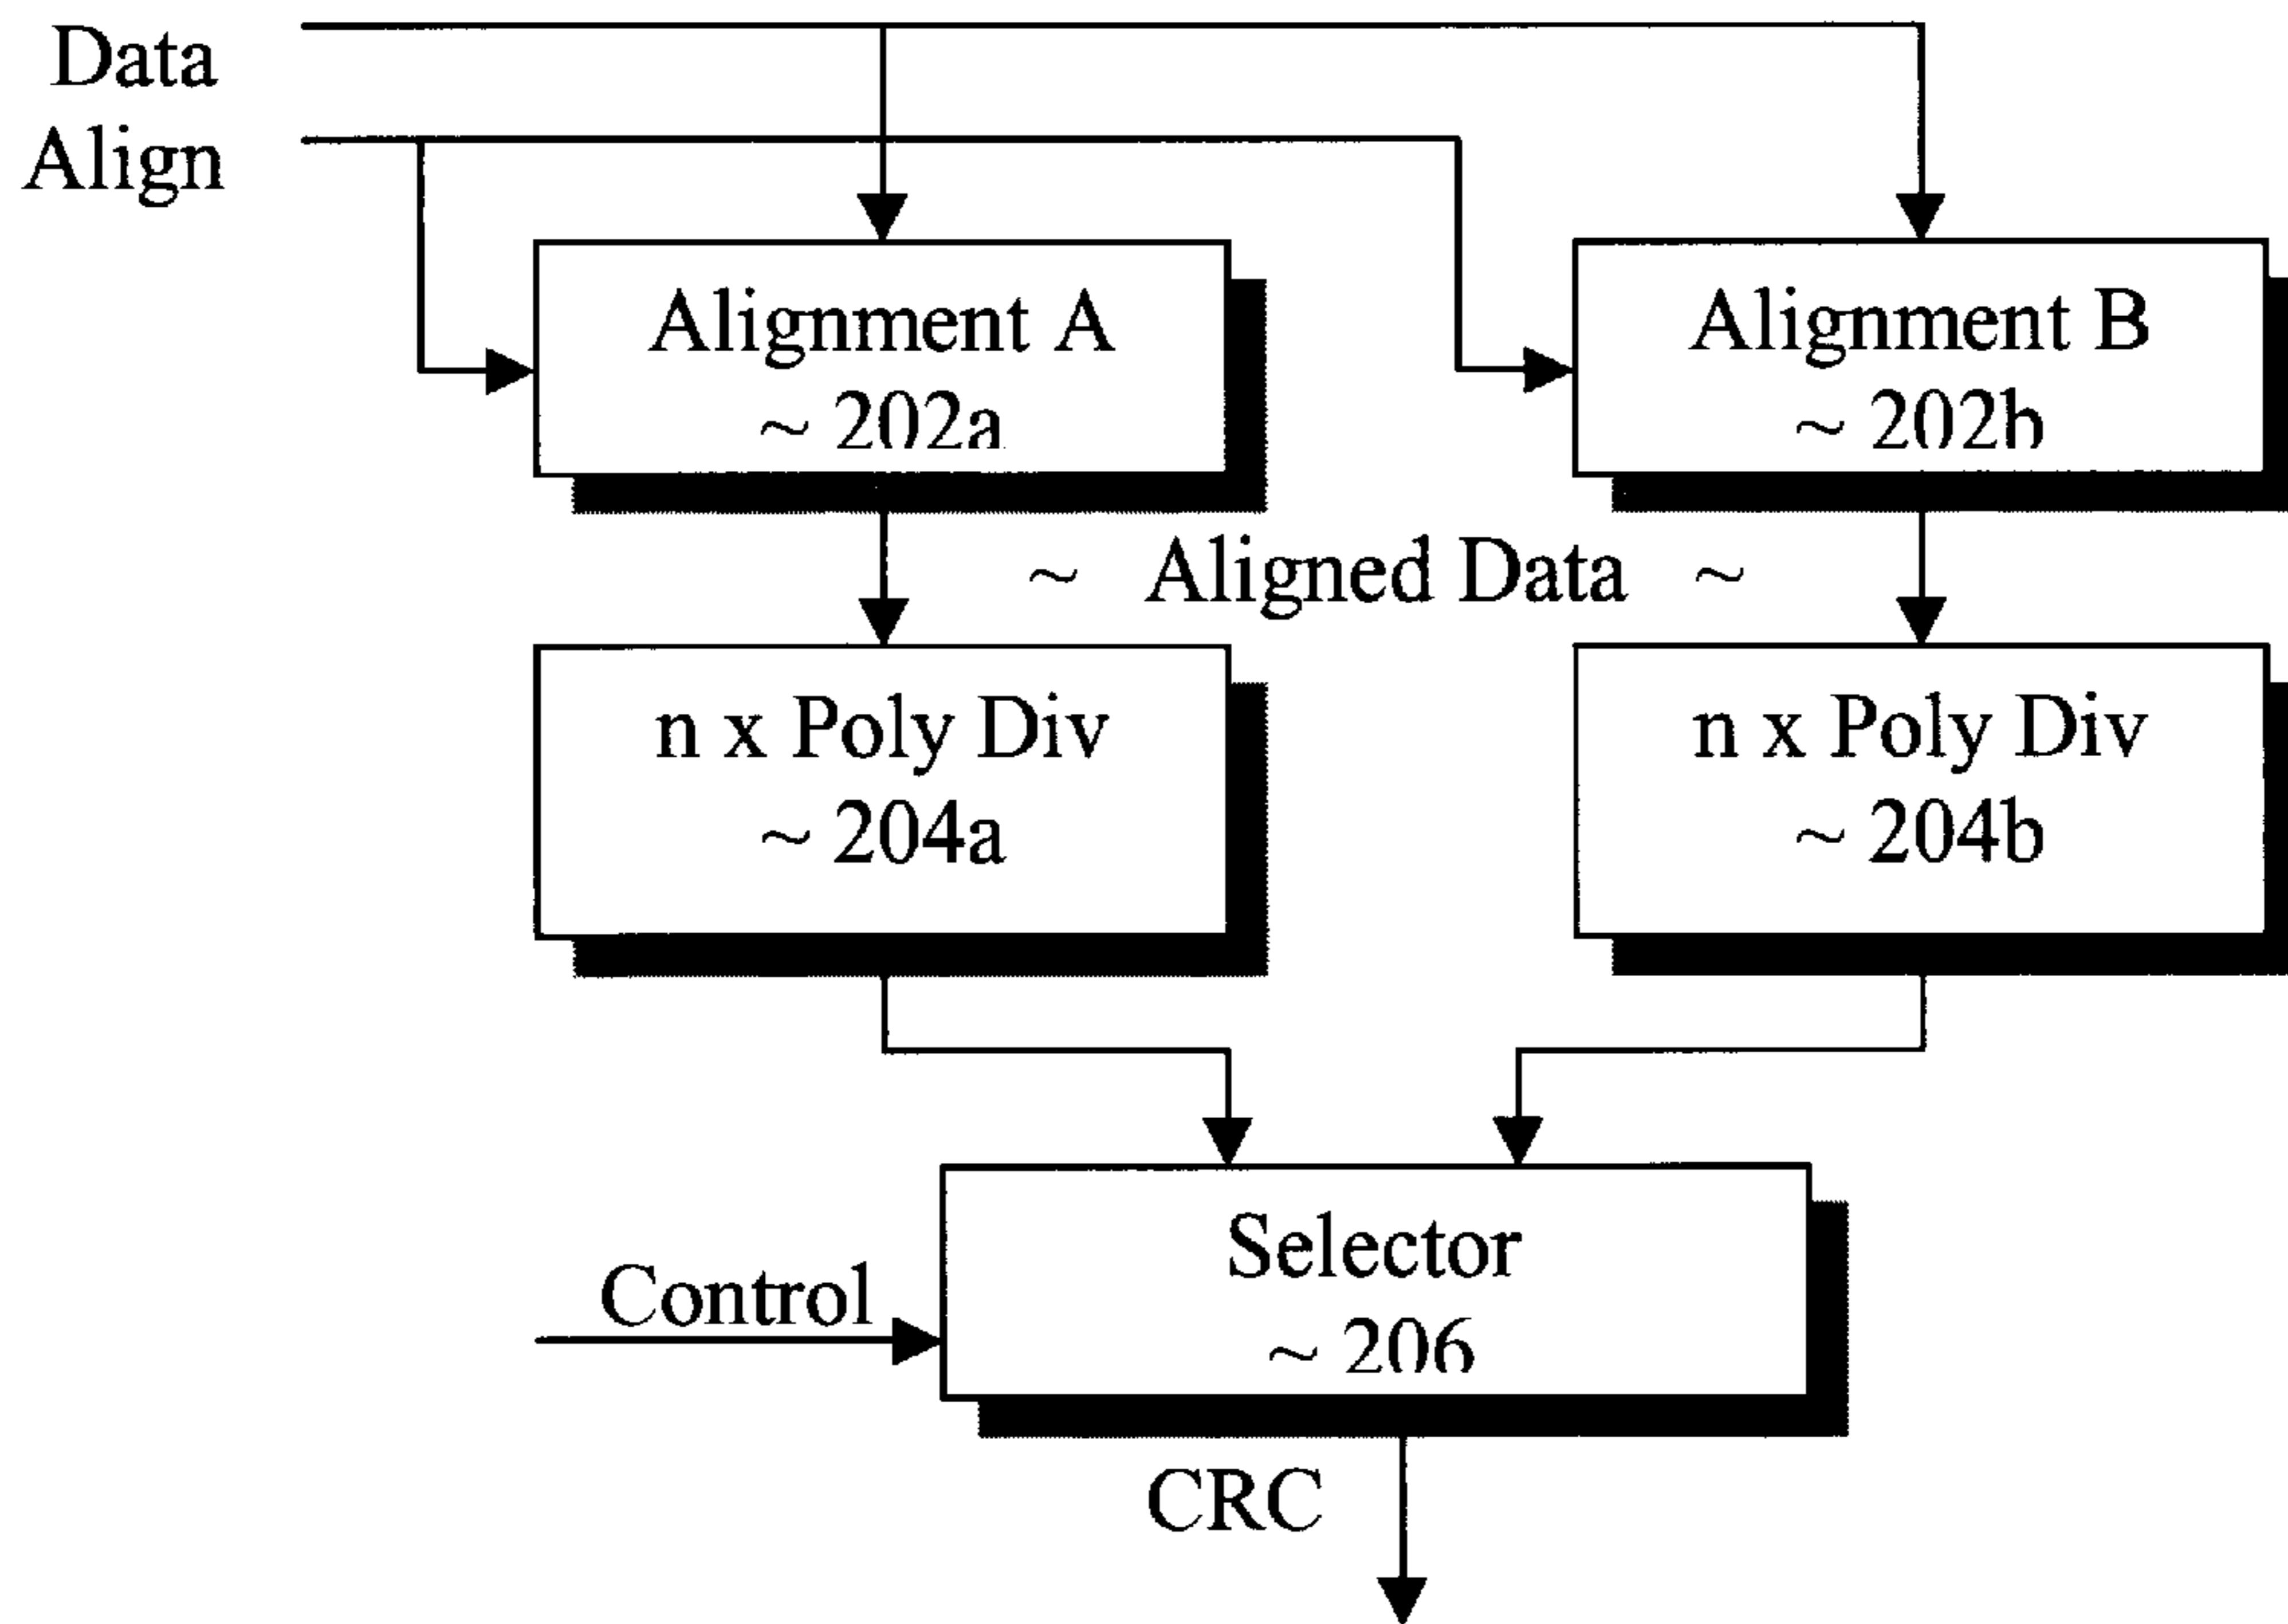 Data
Align
Alignment A
~ 202a
Alignment B
~ 202b
~ Aligned Data ~
n x Poly Div
~ 204a
n x Poly Div
~ 204b
Selector
~ 206
Control
CRC